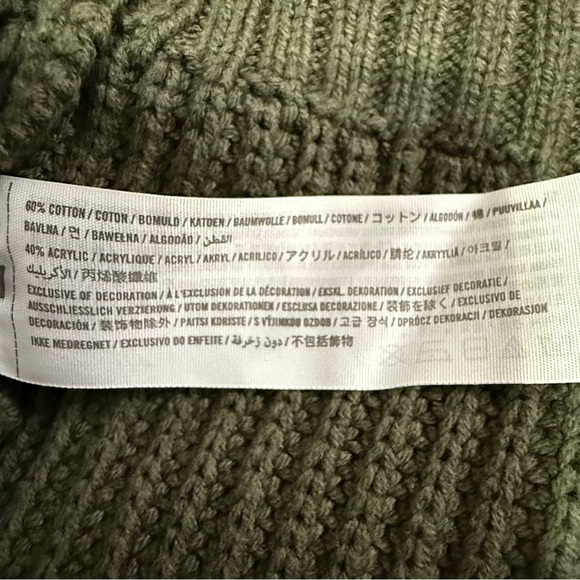 60% COTTON / COTON / BOMULD / KATOEN / BAUMWOLLE / BOMULL / COTONE / コットン / ALGODÓN / 棉 / PUUVILLAA /
BAVLNA / 면 / BAWEŁNA / ALGODÃO / القطن
40% ACRYLIC / ACRYLIQUE / ACRYL / AKRYL / ACRILICO / アクリル / ACRÍLICO / 腈纶 / AKRYYLIÄ / 아크릴 /
الأكريليك / 丙烯酸纖維
EXCLUSIVE OF DECORATION / À L'EXCLUSION DE LA DÉCORATION / EKSKL. DEKORATION / EXCLUSIEF DECORATIE /
AUSSCHLIESSLICH VERZIERUNG / UTOM DEKORATIONEN / ESCLUSA DECORAZIONE / 装飾を除く / EXCLUSIVO DE
DECORACIÓN / 装饰物除外 / PAITSI KORISTE / S VÝJIMKOU OZDOB / 고급 장식 / OPRÓCZ DEKORACJI / DEKORASJON
IKKE MEDREGNET / EXCLUSIVO DO ENFEITE / دون زخرفة / 不包括飾物